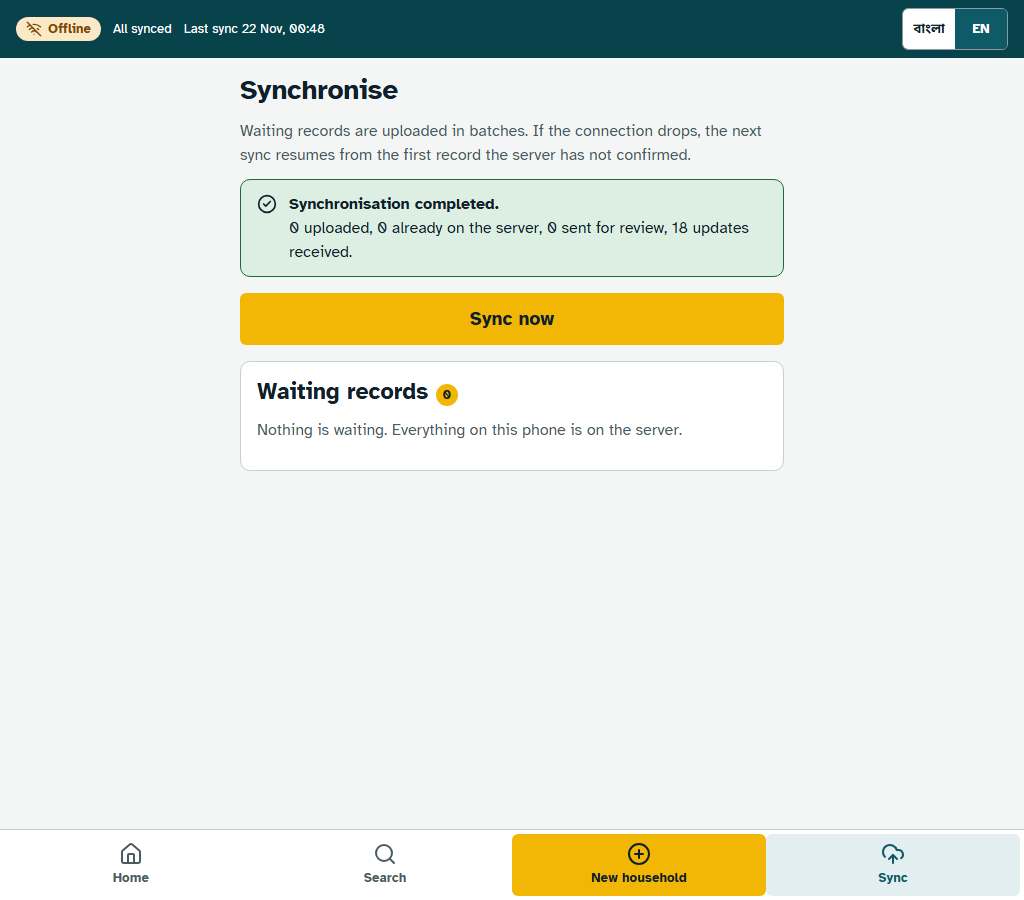 Offline All synced Last sync 22 Nov, 00:48 বাংলা EN
Synchronise
Waiting records are uploaded in batches. If the connection drops, the next
sync resumes from the first record the server has not confirmed.
Synchronisation completed.
0 uploaded, 0 already on the server, 0 sent for review, 18 updates
received.
Sync now
Waiting records 0
Nothing is waiting. Everything on this phone is on the server.
Home Search New household Sync